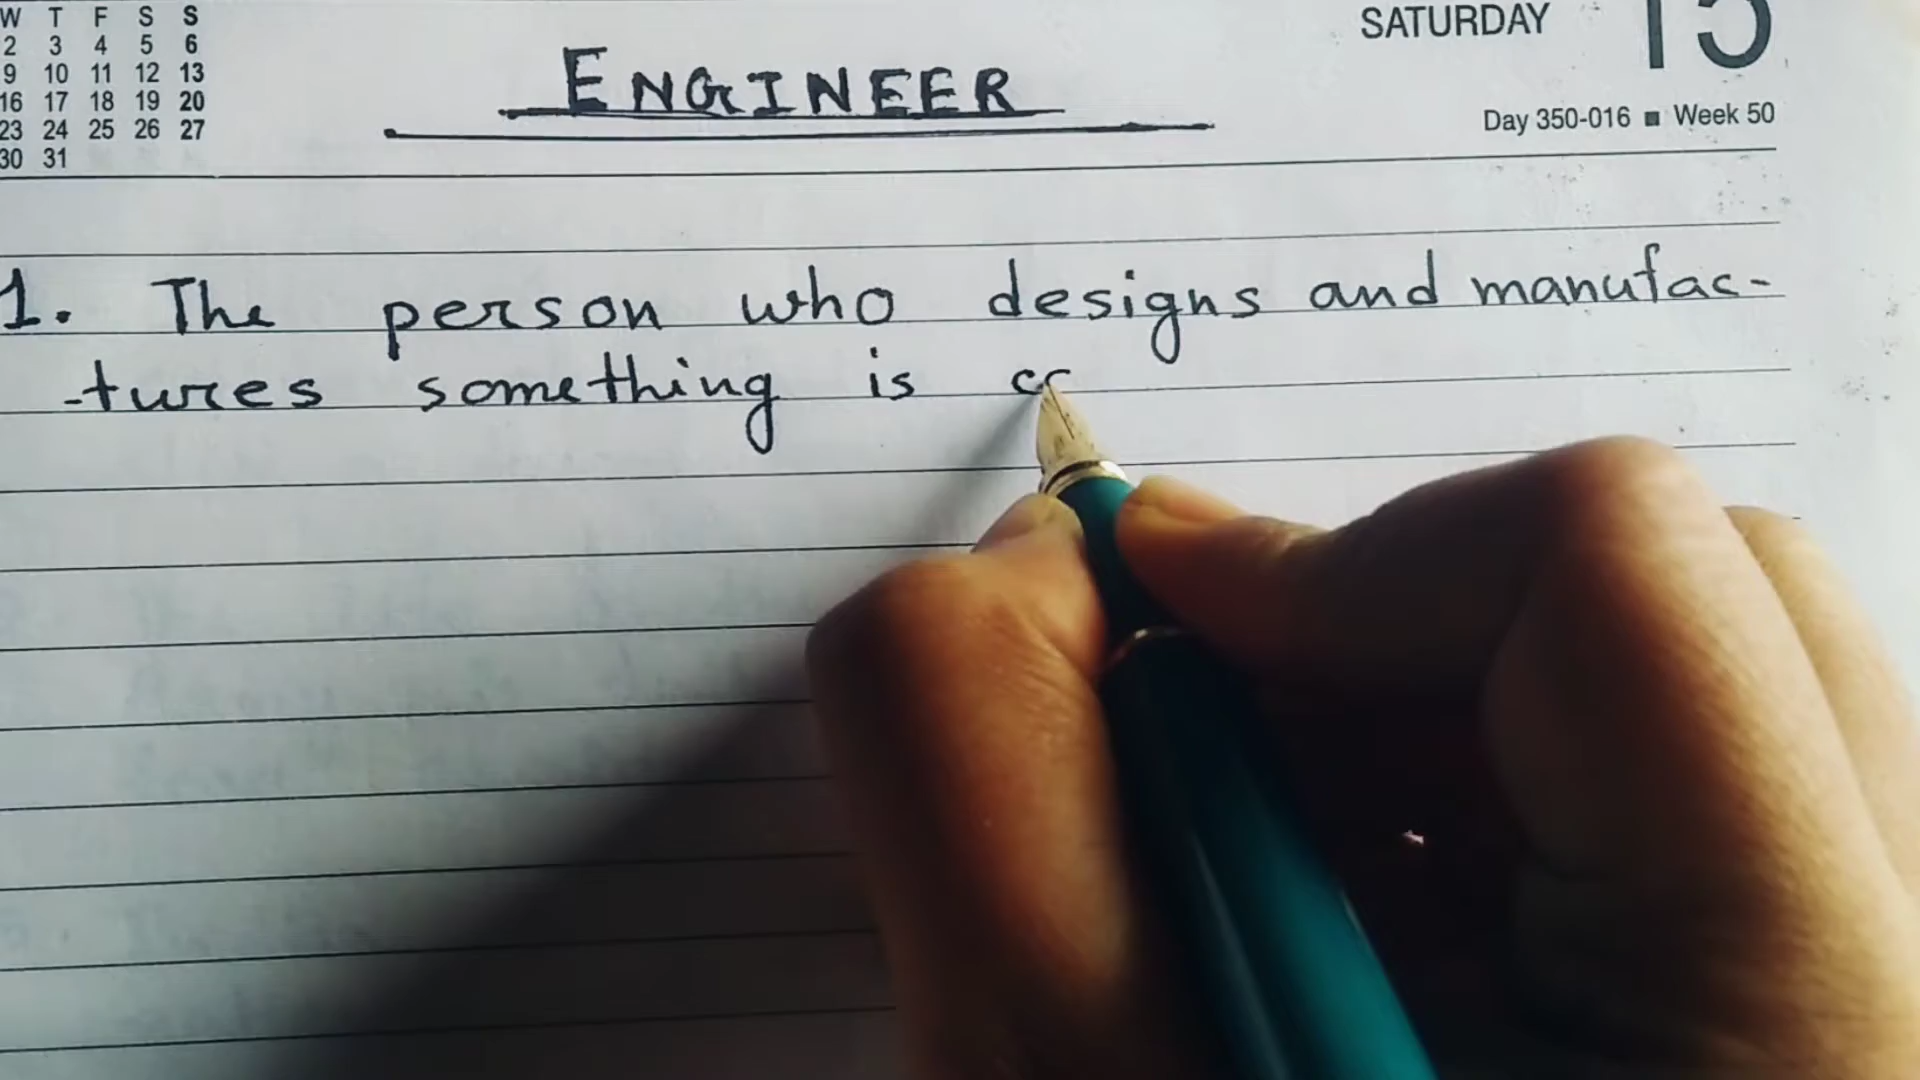 W T F S S
2 3 4 5 6
9 10 11 12 13
16 17 18 19 20
23 24 25 26 27
30 31
ENGINEER
SATURDAY 15
Day 350-016 ■ Week 50
1. The person who designs and manufac-
-tures something is